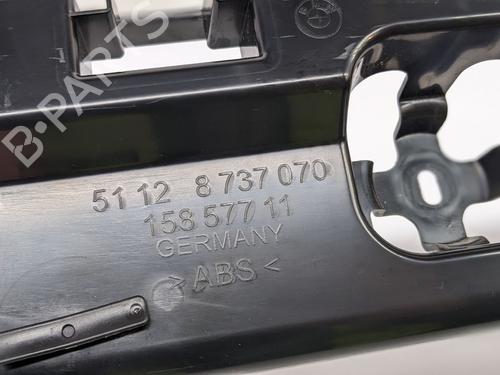 B-PARTS
51 12 8 737 070
158 577 11
GERMANY
> ABS <